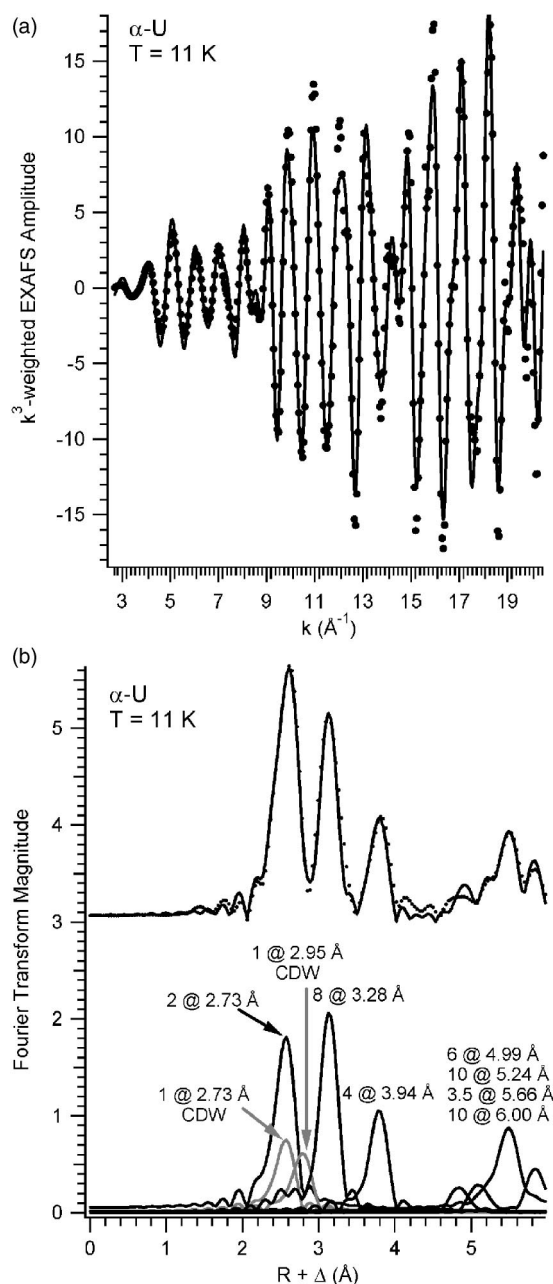 (a)
α-U
T = 11 K
15
10
5
0
-5
-10
-15
k³-weighted EXAFS Amplitude
3 5 7 9 11 13 15 17 19
k (Å⁻¹)
(b)
α-U
T = 11 K
5
4
3
2
1
0
Fourier Transform Magnitude
1 @ 2.95 Å
CDW
2 @ 2.73 Å
8 @ 3.28 Å
1 @ 2.73 Å
CDW
4 @ 3.94 Å
6 @ 4.99 Å
10 @ 5.24 Å
3.5 @ 5.66 Å
10 @ 6.00 Å
0 1 2 3 4 5
R + Δ (Å)